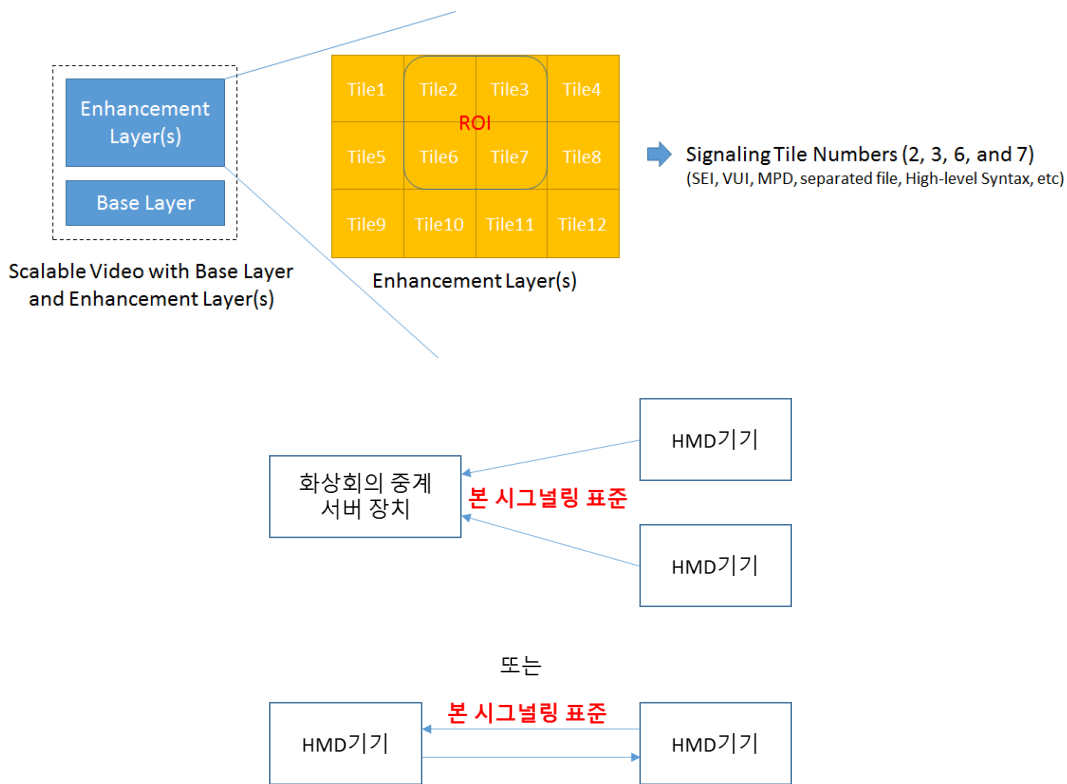 Enhancement
Layer(s)
Base Layer
Scalable Video with Base Layer
and Enhancement Layer(s)
Tile1 Tile2 Tile3 Tile4
ROI
Tile5 Tile6 Tile7 Tile8
Tile9 Tile10 Tile11 Tile12
Enhancement Layer(s)
Signaling Tile Numbers (2, 3, 6, and 7)
(SEI, VUI, MPD, separated file, High-level Syntax, etc)
화상회의 중계
서버 장치
본 시그널링 표준
HMD기기
HMD기기
또는
HMD기기
본 시그널링 표준
HMD기기